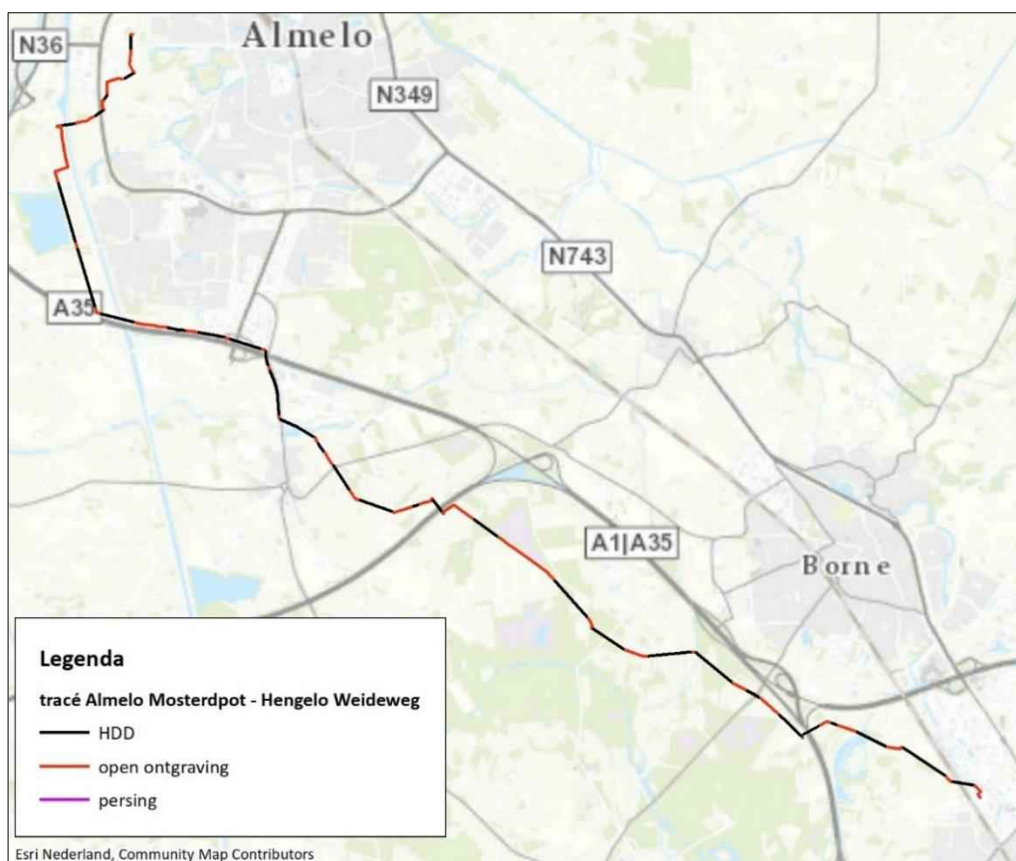 Almelo
N36
N349
N743
A35
A1|A35
Borne
Legenda
tracé Almelo Mosterdpot - Hengelo Weideweg
HDD
open ontgraving
persing
Esri Nederland, Community Map Contributors